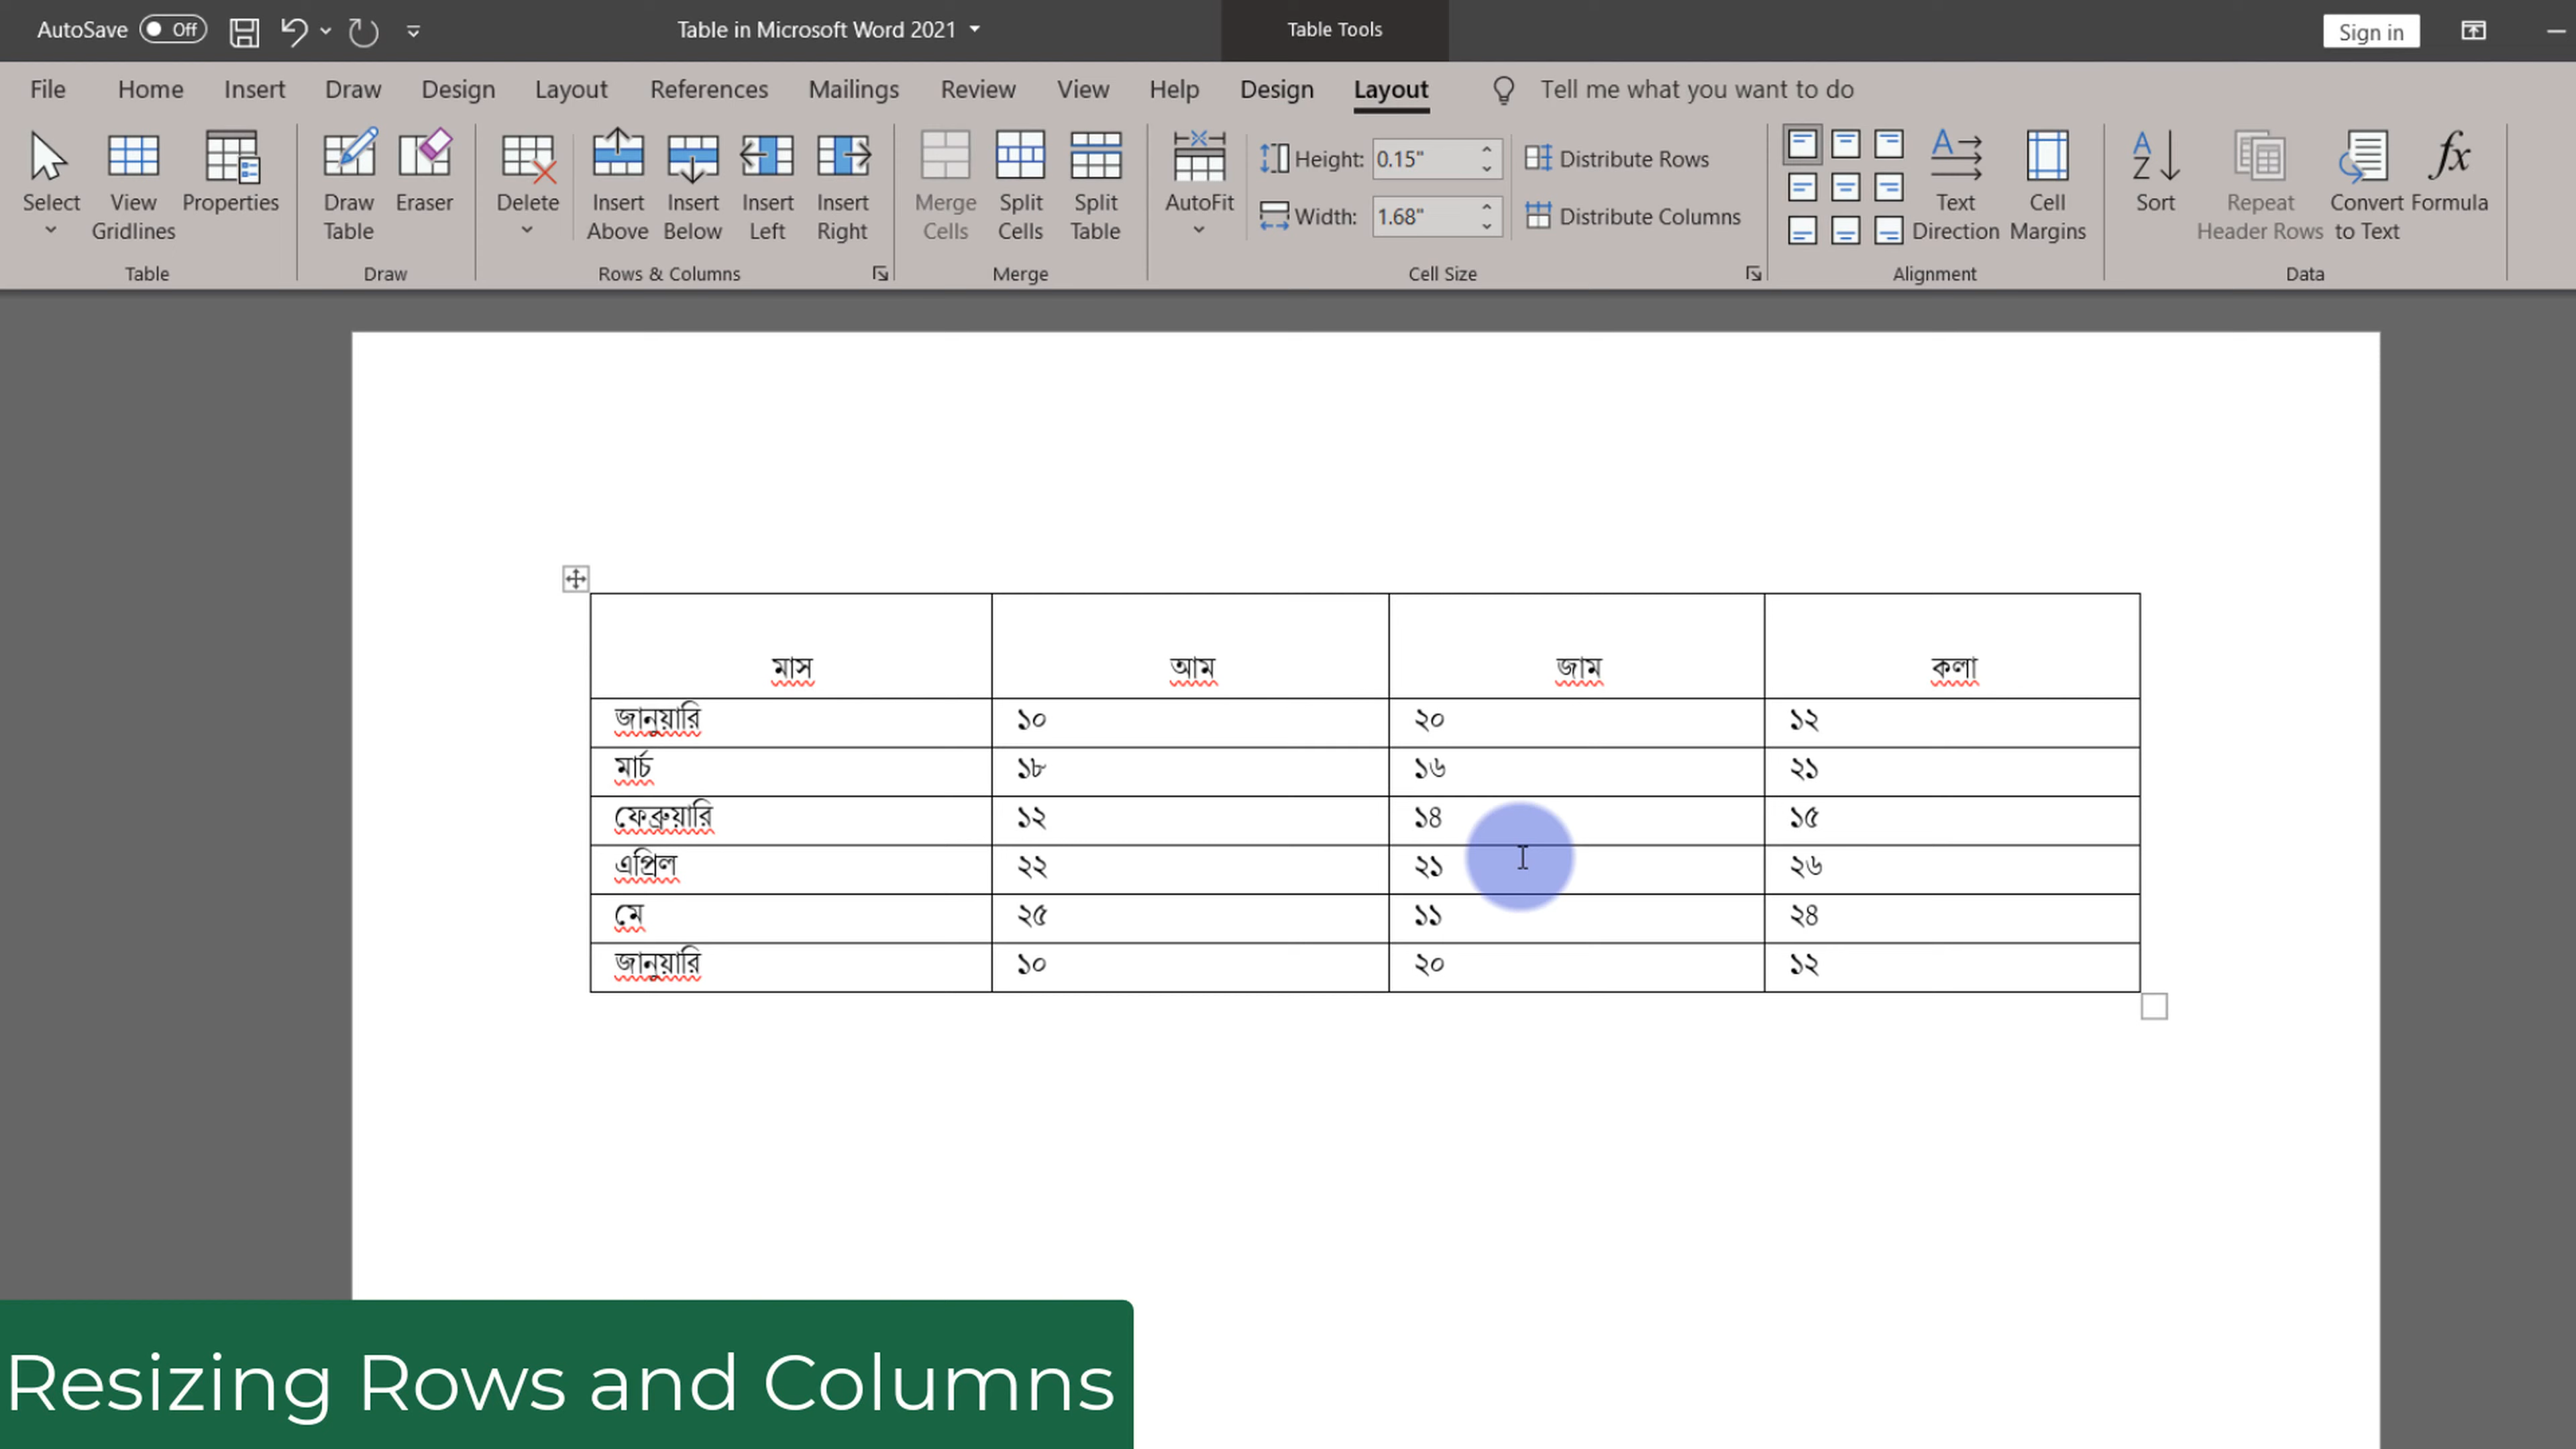 AutoSave Off Table in Microsoft Word 2021 Table Tools Sign in
File Home Insert Draw Design Layout References Mailings Review View Help Design Layout Tell me what you want to do
Select View Gridlines Properties Draw Table Eraser Delete Insert Above Insert Below Insert Left Insert Right Merge Cells Split Cells Split Table AutoFit Height: 0.15" Width: 1.68" Distribute Rows Distribute Columns Text Direction Cell Margins Sort Repeat Header Rows Convert to Text Formula
Table Draw Rows & Columns Merge Cell Size Alignment Data
মাস আম জাম কলা
জানুয়ারি ১০ ২০ ১২
মার্চ ১৮ ১৬ ২১
ফেব্রুয়ারি ১২ ১৪ ১৫
এপ্রিল ২২ ২১ ২৬
মে ২৫ ১১ ২৪
জানুয়ারি ১০ ২০ ১২
Resizing Rows and Columns